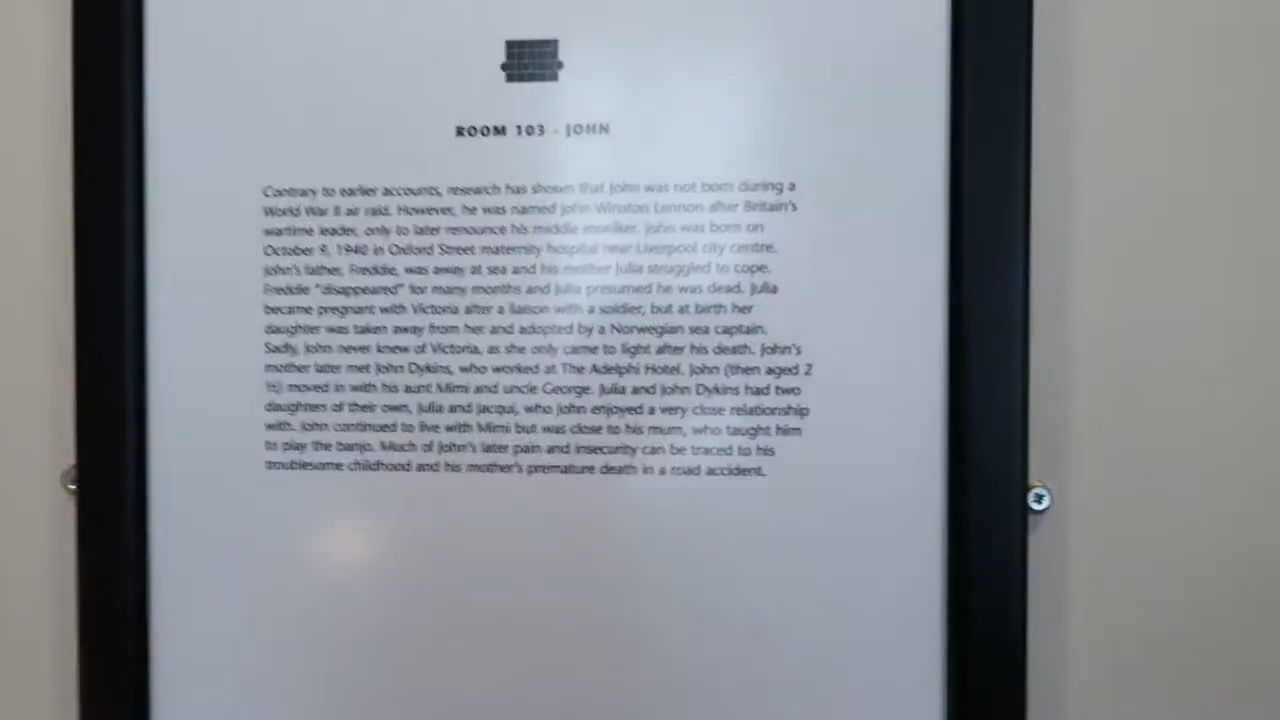 ROOM 103 - JOHN
Contrary to earlier accounts, research has shown that John was not born during a
World War II air raid. However, he was named John Winston Lennon after Britain's
wartime leader, only to later renounce his middle moniker. John was born on
October 9, 1940 in Oxford Street maternity hospital near Liverpool city centre.
John's father, Freddie, was away at sea and his mother Julia struggled to cope.
Freddie "disappeared" for many months and Julia presumed he was dead. Julia
became pregnant with Victoria after a liaison with a soldier, but at birth her
daughter was taken away from her and adopted by a Norwegian sea captain.
Sadly, John never knew of Victoria, as she only came to light after his death. John's
mother later met John Dykins, who worked at The Adelphi Hotel. John (then aged 2
½) moved in with his aunt Mimi and uncle George. Julia and John Dykins had two
daughters of their own, Julia and Jacqui, who John enjoyed a very close relationship
with. John continued to live with Mimi but was close to his mum, who taught him
to play the banjo. Much of John's later pain and insecurity can be traced to his
troublesome childhood and his mother's premature death in a road accident.